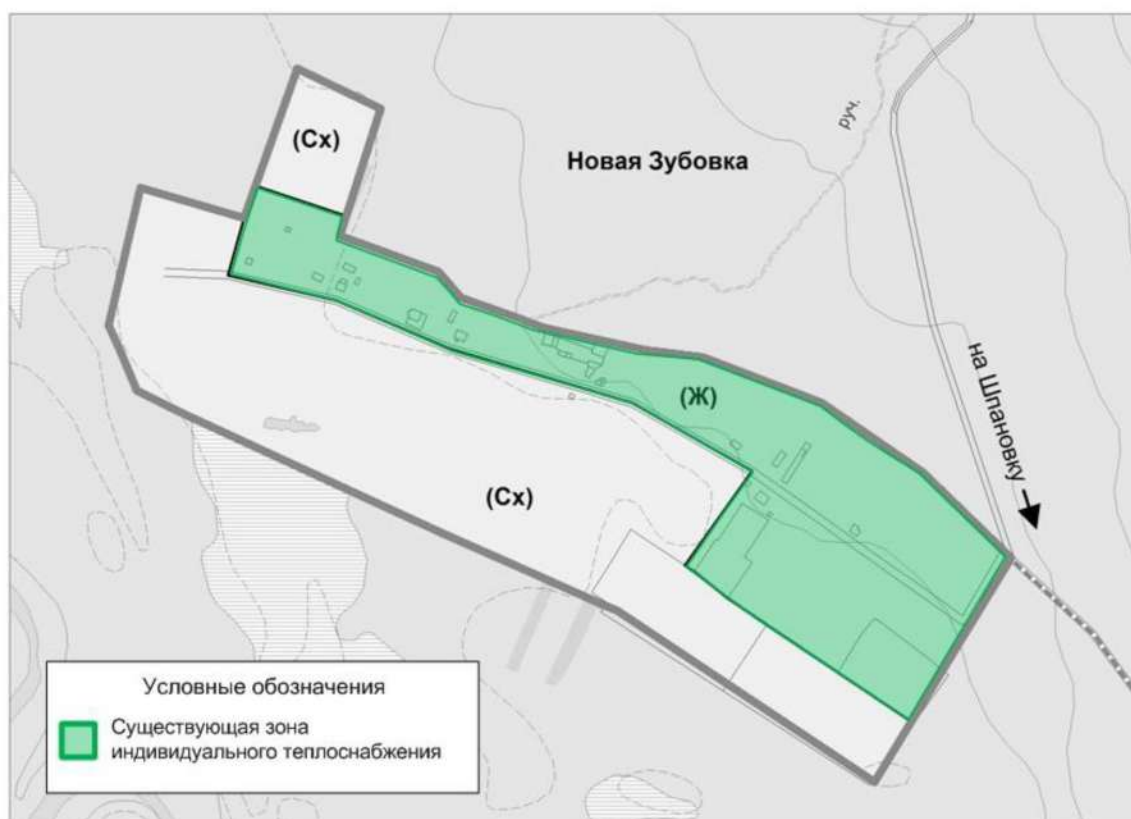 руч.
(Сх)
Новая Зубовка
на Шпановку
(Ж)
(Сх)
Условные обозначения
Существующая зона
индивидуального теплоснабжения